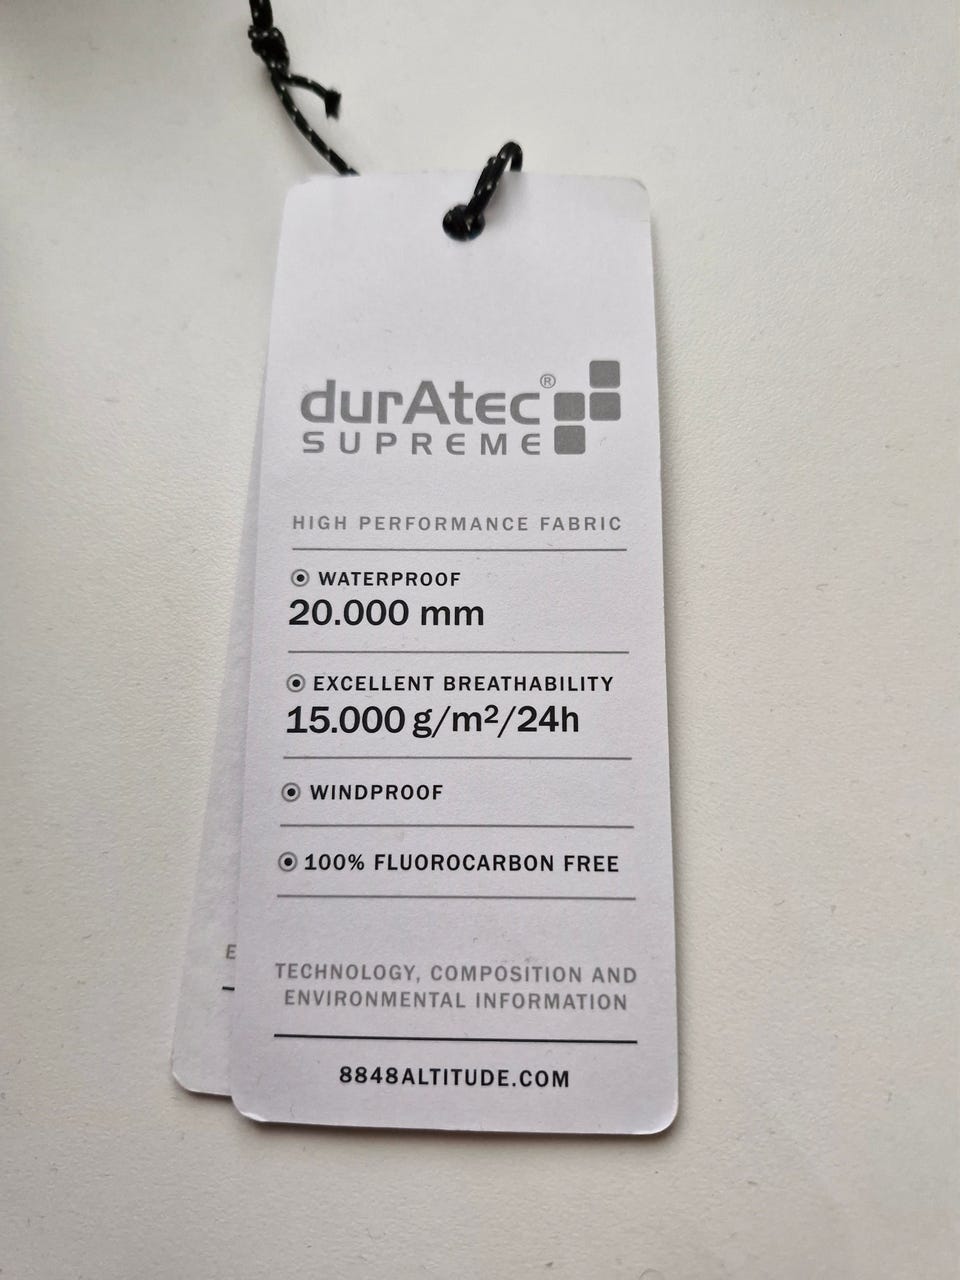 durAtec®
SUPREME
HIGH PERFORMANCE FABRIC
WATERPROOF
20.000 mm
EXCELLENT BREATHABILITY
15.000 g/m²/24h
WINDPROOF
100% FLUOROCARBON FREE
E
TECHNOLOGY, COMPOSITION AND
ENVIRONMENTAL INFORMATION
8848ALTITUDE.COM